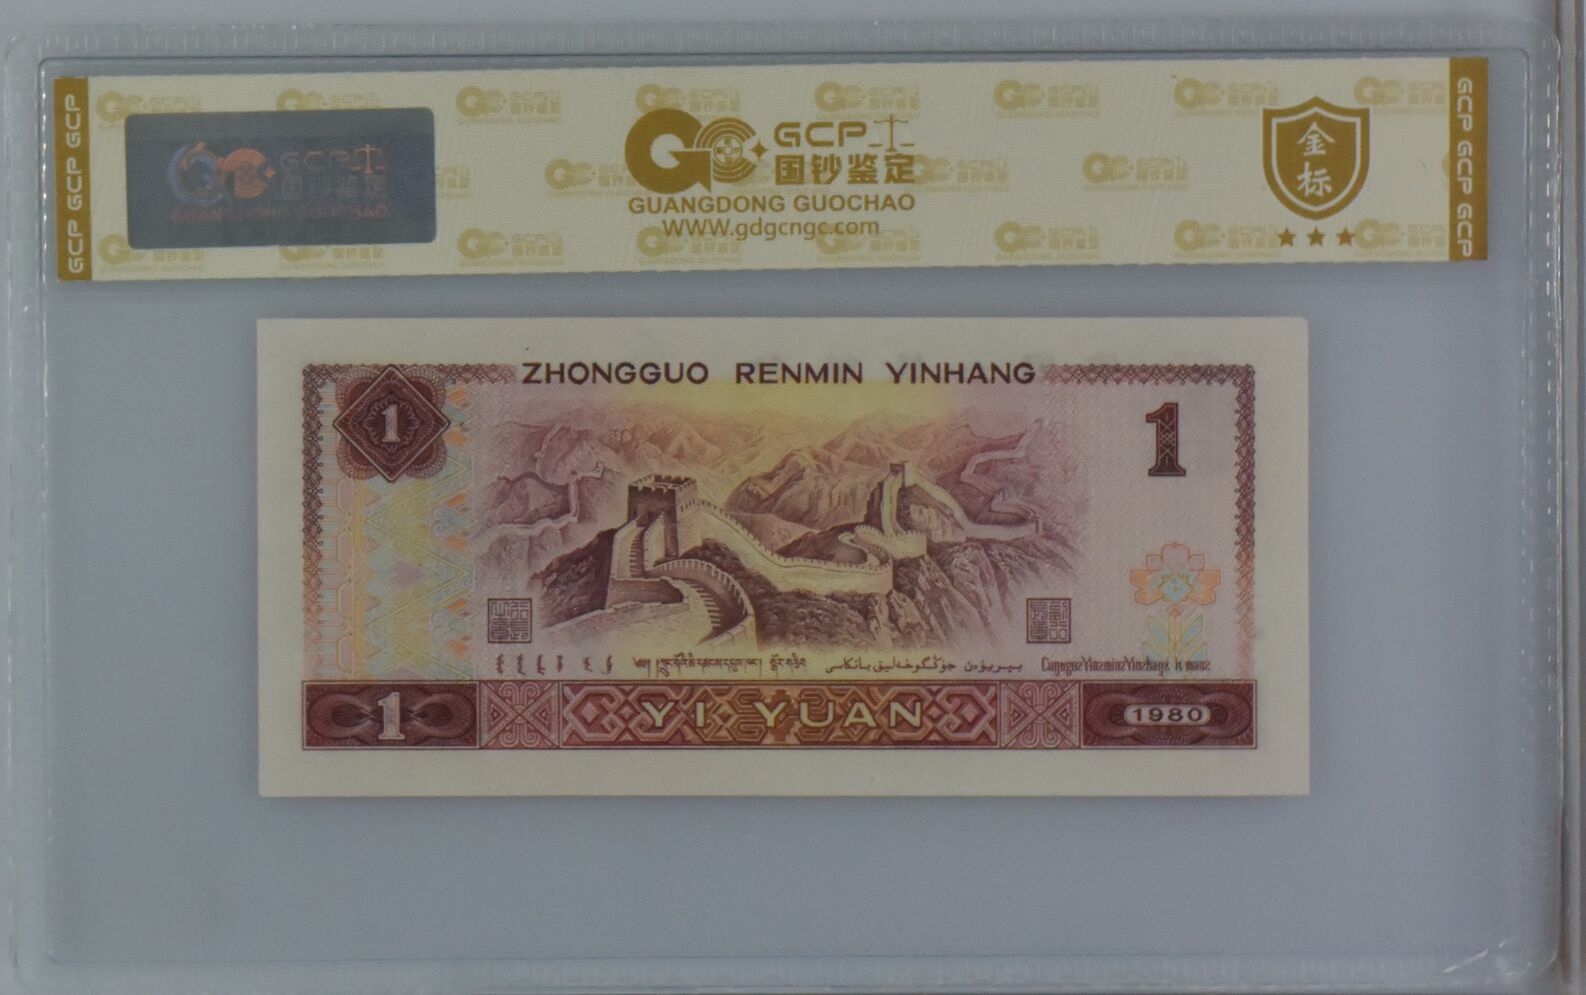 GCP GCP GCP
GCP 国钞鉴定
GUANGDONG GUOCHAO
GCP
国钞鉴定
GUANGDONG GUOCHAO
www.gdgcngc.com
金标
GCP GCP GCP
ZHONGGUO RENMIN YINHANG
1
1
1
YI YUAN
1980